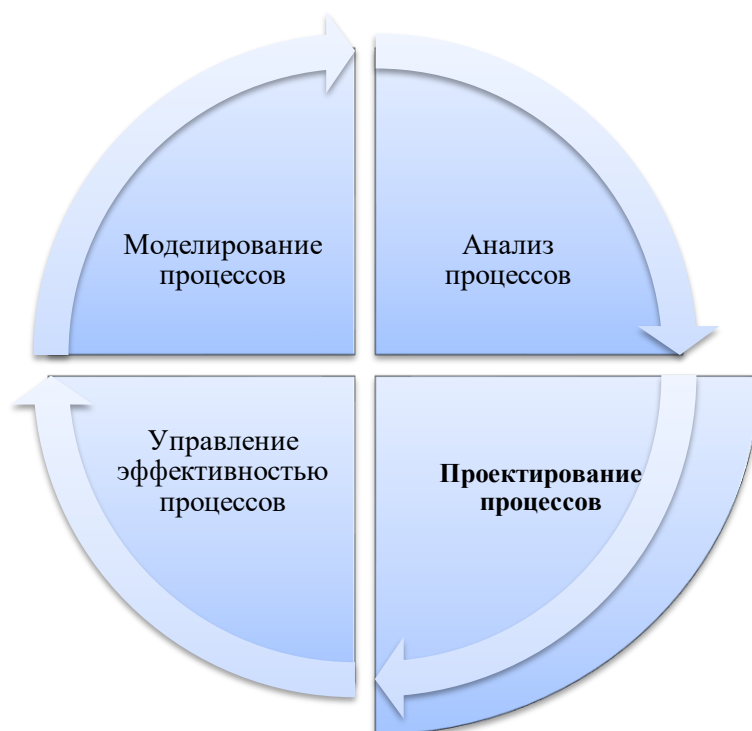 Моделирование
процессов
Анализ
процессов
Управление
эффективностью
процессов
Проектирование
процессов